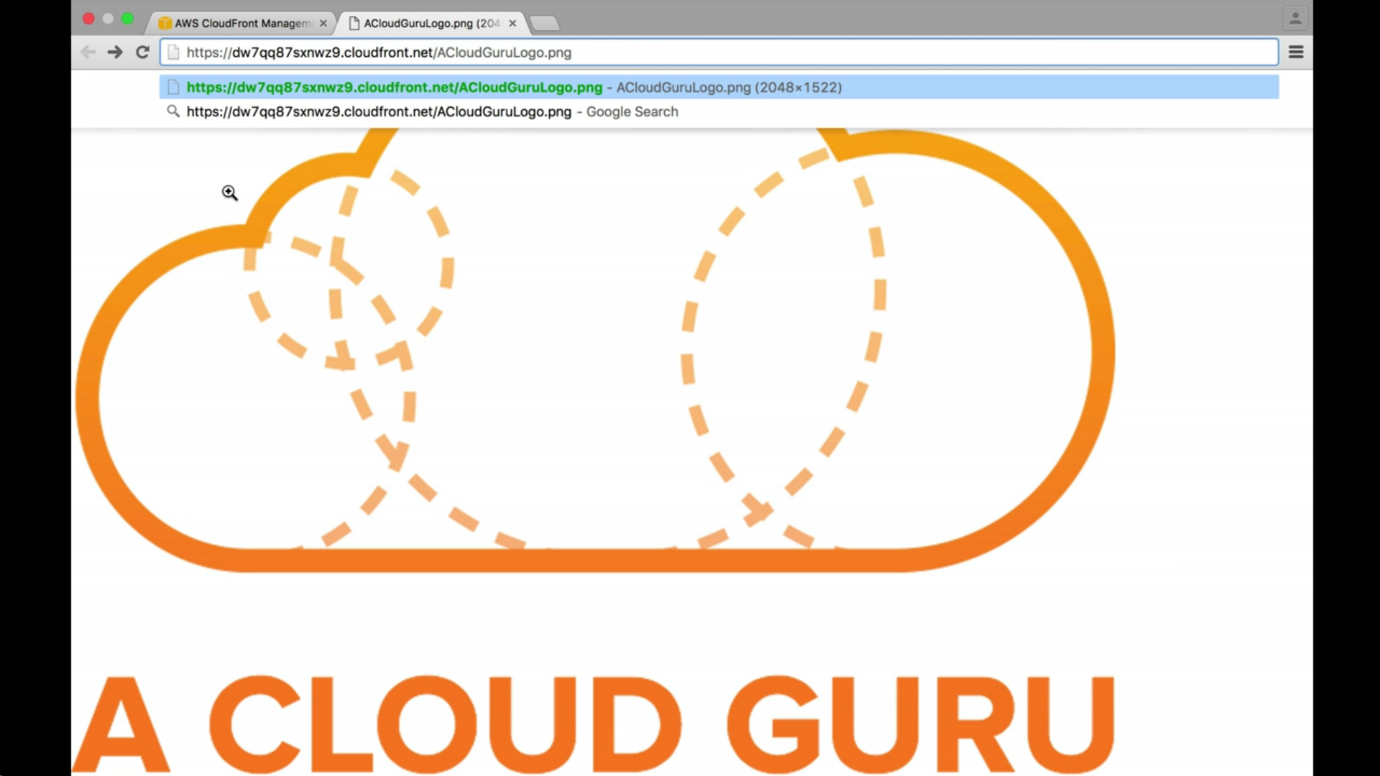 AWS CloudFront Managem
ACloudGuruLogo.png (204
https://dw7qq87sxnwz9.cloudfront.net/ACloudGuruLogo.png
https://dw7qq87sxnwz9.cloudfront.net/ACloudGuruLogo.png - ACloudGuruLogo.png (2048×1522)
https://dw7qq87sxnwz9.cloudfront.net/ACloudGuruLogo.png - Google Search
A CLOUD GURU